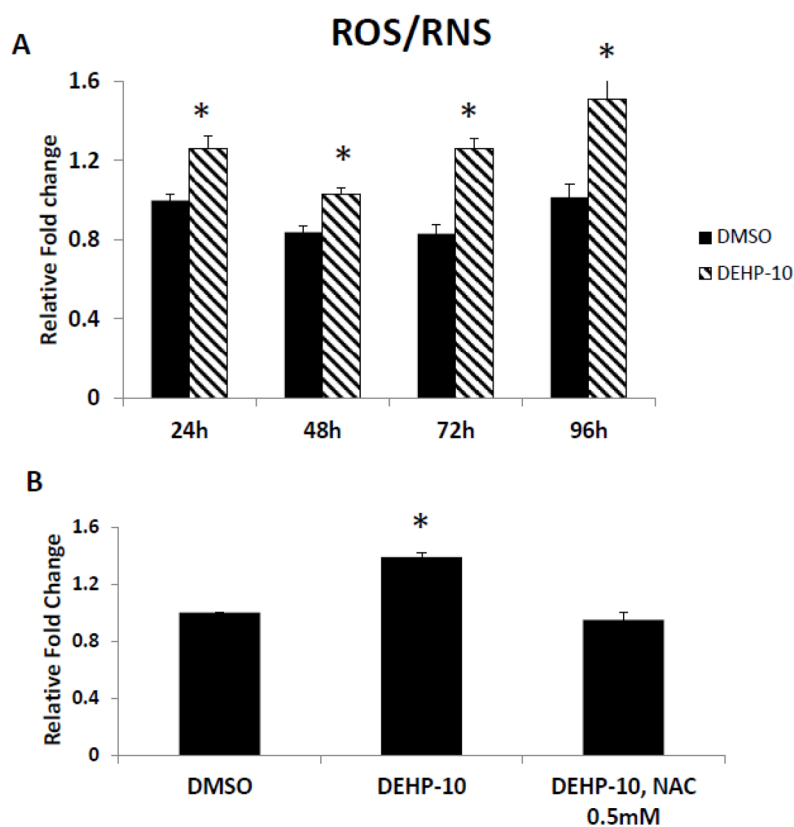 ROS/RNS
A
Relative Fold change
1.6
1.2
0.8
0.4
0
*
*
*
*
24h
48h
72h
96h
DMSO
DEHP-10
B
Relative Fold Change
1.6
1.2
0.8
0.4
0
*
DMSO
DEHP-10
DEHP-10, NAC
0.5mM